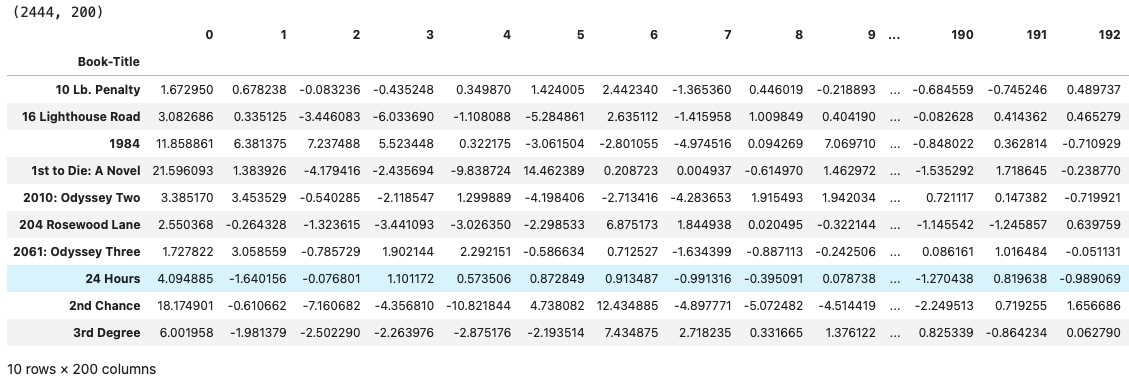 (2444, 200)
0 1 2 3 4 5 6 7 8 9 ... 190 191 192
Book-Title
10 Lb. Penalty 1.672950 0.678238 -0.083236 -0.435248 0.349870 1.424005 2.442340 -1.365360 0.446019 -0.218893 ... -0.684559 -0.745246 0.489737
16 Lighthouse Road 3.082686 0.335125 -3.446083 -6.033690 -1.108088 -5.284861 2.635112 -1.415958 1.009849 0.404190 ... -0.082628 0.414362 0.465279
1984 11.858861 6.381375 7.237488 5.523448 0.322175 -3.061504 -2.801055 -4.974516 0.094269 7.069710 ... -0.848022 0.362814 -0.710929
1st to Die: A Novel 21.596093 1.383926 -4.179416 -2.435694 -9.838724 14.462389 0.208723 0.004937 -0.614970 1.462972 ... -1.535292 1.718645 -0.238770
2010: Odyssey Two 3.385170 3.453529 -0.540285 -2.118547 1.299889 -4.198406 -2.713416 -4.283653 1.915493 1.942034 ... 0.721117 0.147382 -0.719921
204 Rosewood Lane 2.550368 -0.264328 -1.323615 -3.441093 -3.026350 -2.298533 6.875173 1.844938 0.020495 -0.322144 ... -1.145542 -1.245857 0.639759
2061: Odyssey Three 1.727822 3.058559 -0.785729 1.902144 2.292151 -0.586634 0.712527 -1.634399 -0.887113 -0.242506 ... 0.086161 1.016484 -0.051131
24 Hours 4.094885 -1.640156 -0.076801 1.101172 0.573506 0.872849 0.913487 -0.991316 -0.395091 0.078738 ... -1.270438 0.819638 -0.989069
2nd Chance 18.174901 -0.610662 -7.160682 -4.356810 -10.821844 4.738082 12.434885 -4.897771 -5.072482 -4.514419 ... -2.249513 0.719255 1.656686
3rd Degree 6.001958 -1.981379 -2.502290 -2.263976 -2.875176 -2.193514 7.434875 2.718235 0.331665 1.376122 ... 0.825339 -0.864234 0.062790
10 rows × 200 columns